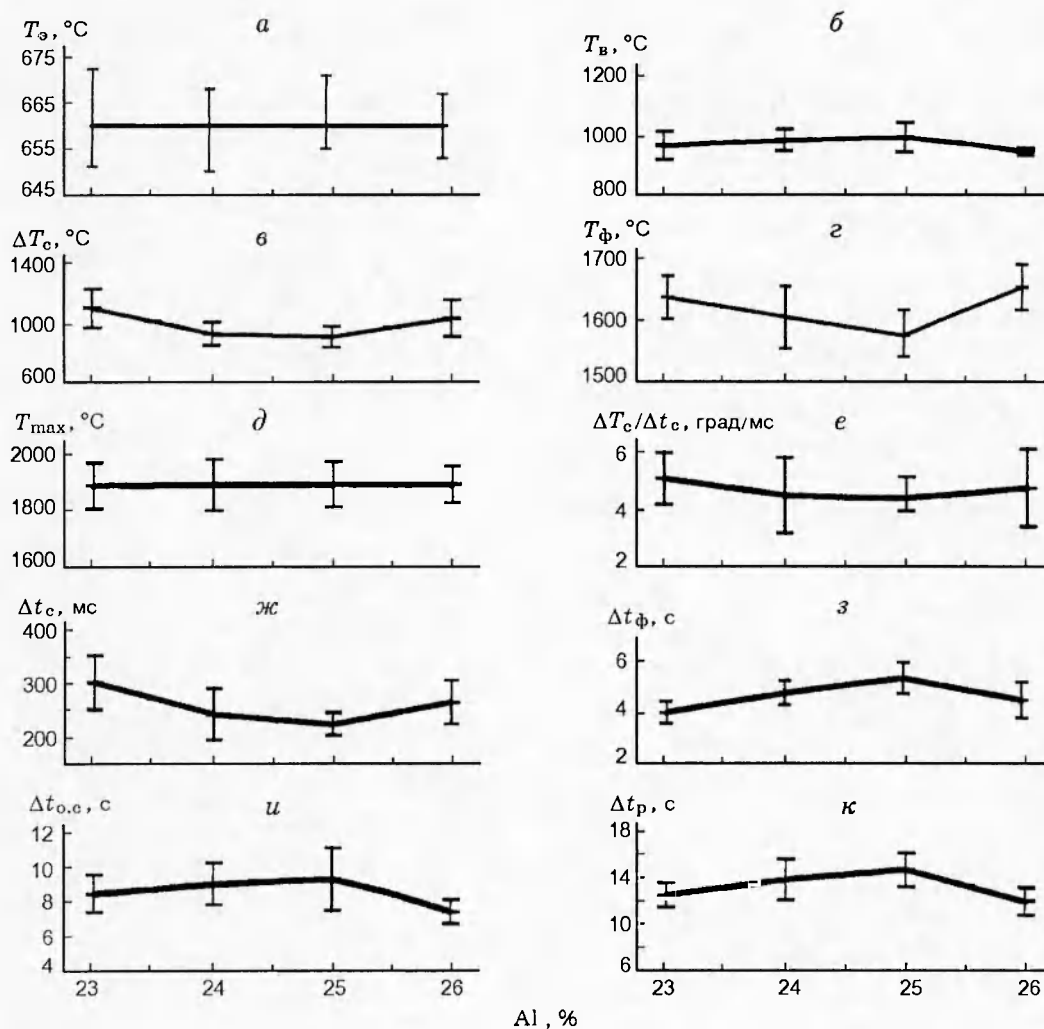 а
T_э, °C
675
665
655
645
б
T_в, °C
1200
1000
800
в
ΔT_с, °C
1400
1000
600
г
T_ф, °C
1700
1600
1500
д
T_max, °C
2000
1800
1600
е
ΔT_с/Δt_с, град/мс
6
4
2
ж
Δt_с, мс
400
300
200
з
Δt_ф, с
6
4
2
и
Δt_о.с, с
12
10
8
6
4
23 24 25 26
к
Δt_р, с
18
14
10
6
23 24 25 26
Al, %